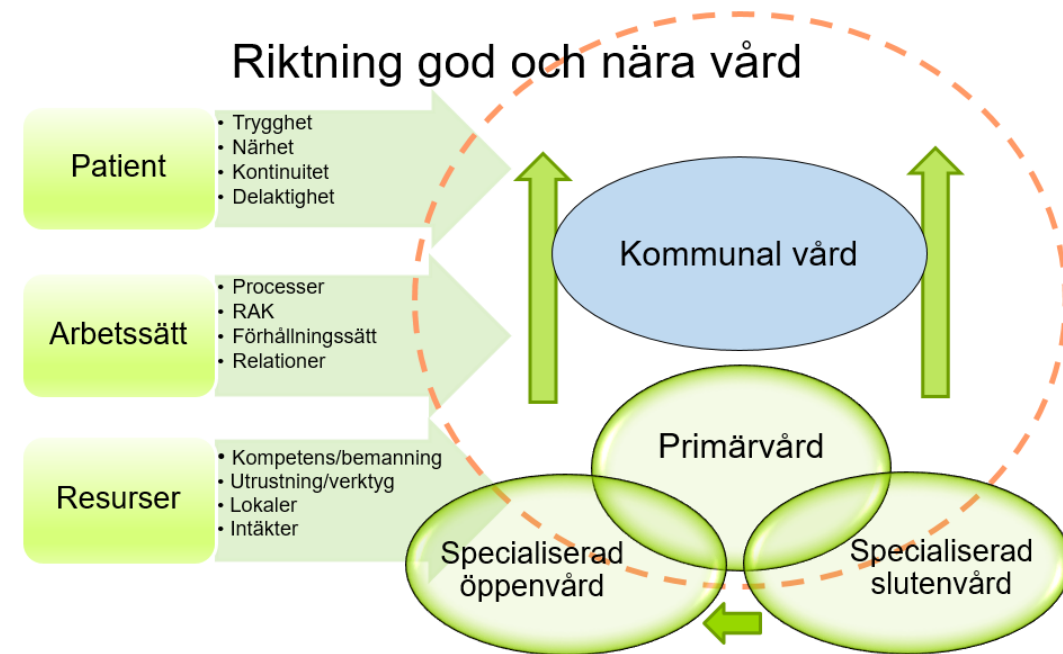 Riktning god och nära vård
Patient
• Trygghet
• Närhet
• Kontinuitet
• Delaktighet
Arbetssätt
• Processer
• RAK
• Förhållningssätt
• Relationer
Resurser
• Kompetens/bemanning
• Utrustning/verktyg
• Lokaler
• Intäkter
Kommunal vård
Primärvård
Specialiserad
öppenvård
Specialiserad
slutenvård